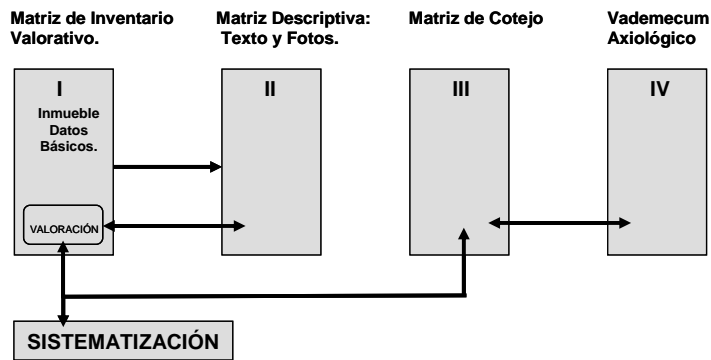 Matriz de Inventario
Valorativo.
Matriz Descriptiva:
Texto y Fotos.
Matriz de Cotejo
Vademecum
Axiológico
I
Inmueble
Datos
Básicos.
VALORACIÓN
II
III
IV
SISTEMATIZACIÓN